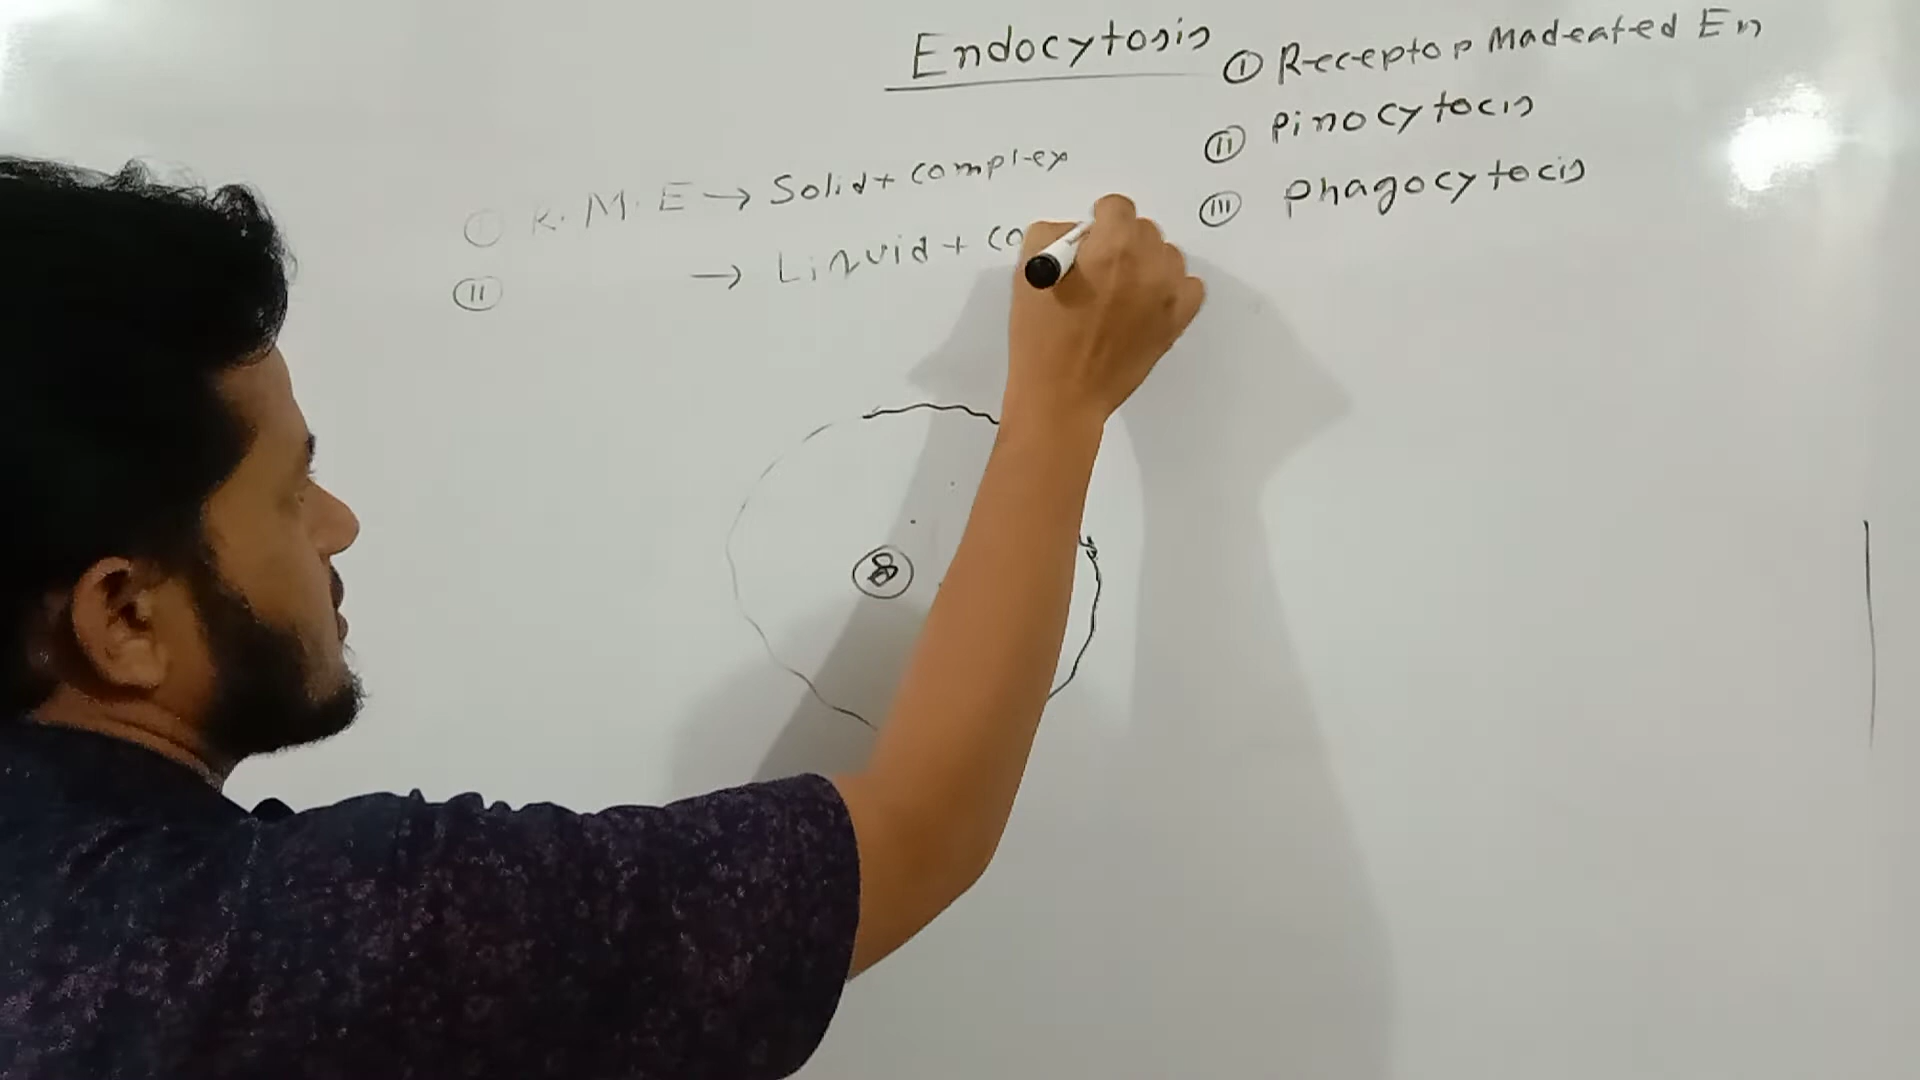 Endocytosis
① Receptor Madeated En
② Pinocytocis
③ Phagocytocis
① R.M.E → Solid + complex
② → Liquid + co